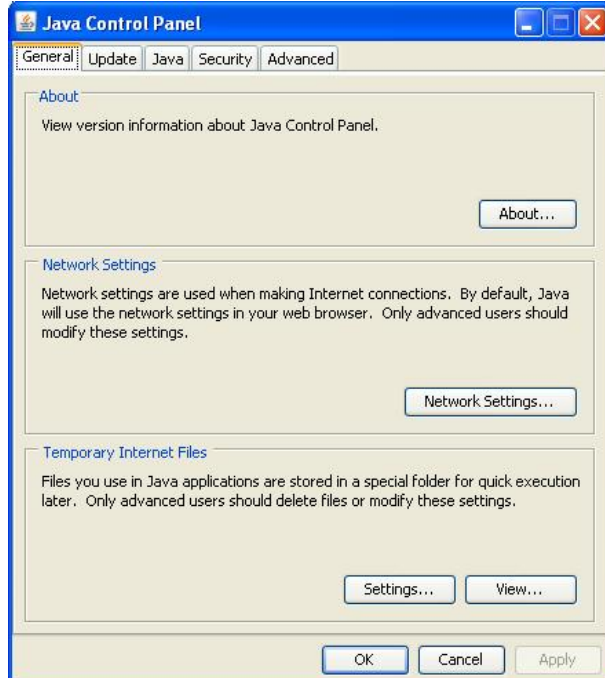 Java Control Panel
General Update Java Security Advanced
About
View version information about Java Control Panel.
About...
Network Settings
Network settings are used when making Internet connections. By default, Java
will use the network settings in your web browser. Only advanced users should
modify these settings.
Network Settings...
Temporary Internet Files
Files you use in Java applications are stored in a special folder for quick execution
later. Only advanced users should delete files or modify these settings.
Settings... View...
OK Cancel Apply